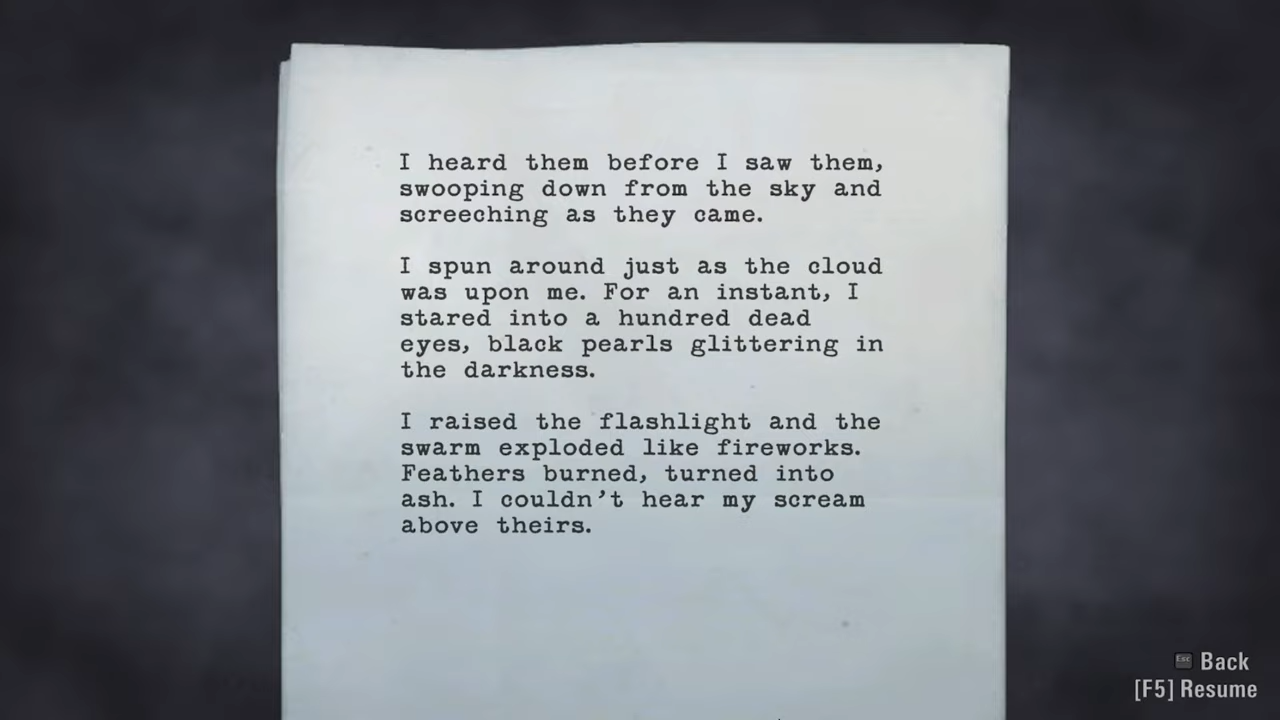 I heard them before I saw them,
swooping down from the sky and
screeching as they came.
I spun around just as the cloud
was upon me. For an instant, I
stared into a hundred dead
eyes, black pearls glittering in
the darkness.
I raised the flashlight and the
swarm exploded like fireworks.
Feathers burned, turned into
ash. I couldn't hear my scream
above theirs.
Esc Back
[F5] Resume